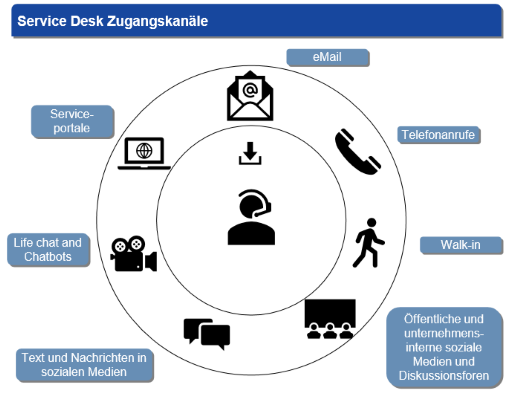 Service Desk Zugangskanäle
eMail
Service-
portale
Telefonanrufe
Life chat and
Chatbots
Walk-in
Text und Nachrichten in
sozialen Medien
Öffentliche und
unternehmens-
interne soziale
Medien und
Diskussionsforen